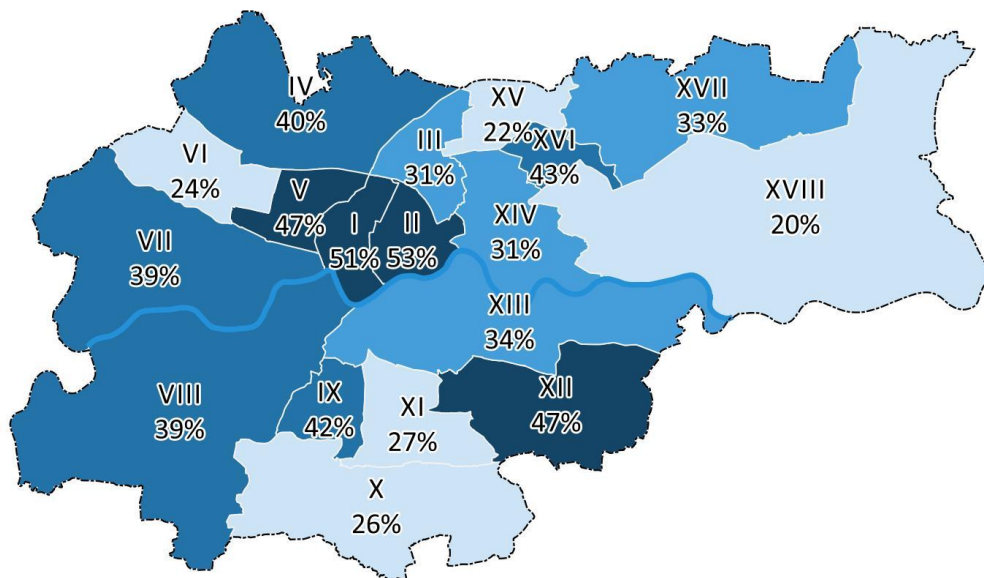 IV
40%
XV
22%
XVII
33%
III
31%
XVI
43%
VI
24%
V
47%
I
51%
II
53%
XIV
31%
XVIII
20%
VII
39%
XIII
34%
VIII
39%
IX
42%
XI
27%
XII
47%
X
26%